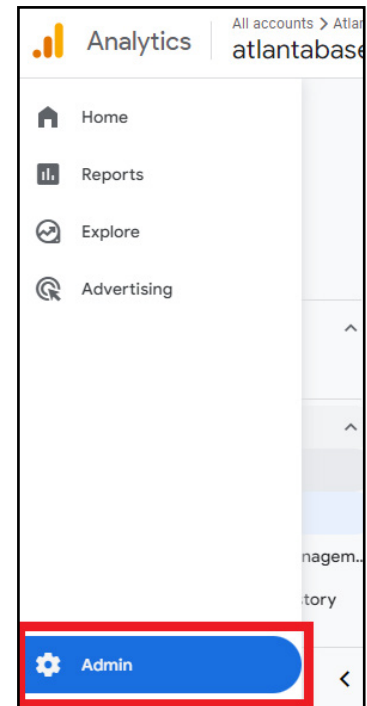 Analytics
All accounts > Atlar
atlantabase
Home
Reports
Explore
Advertising
nagem..
tory
Admin